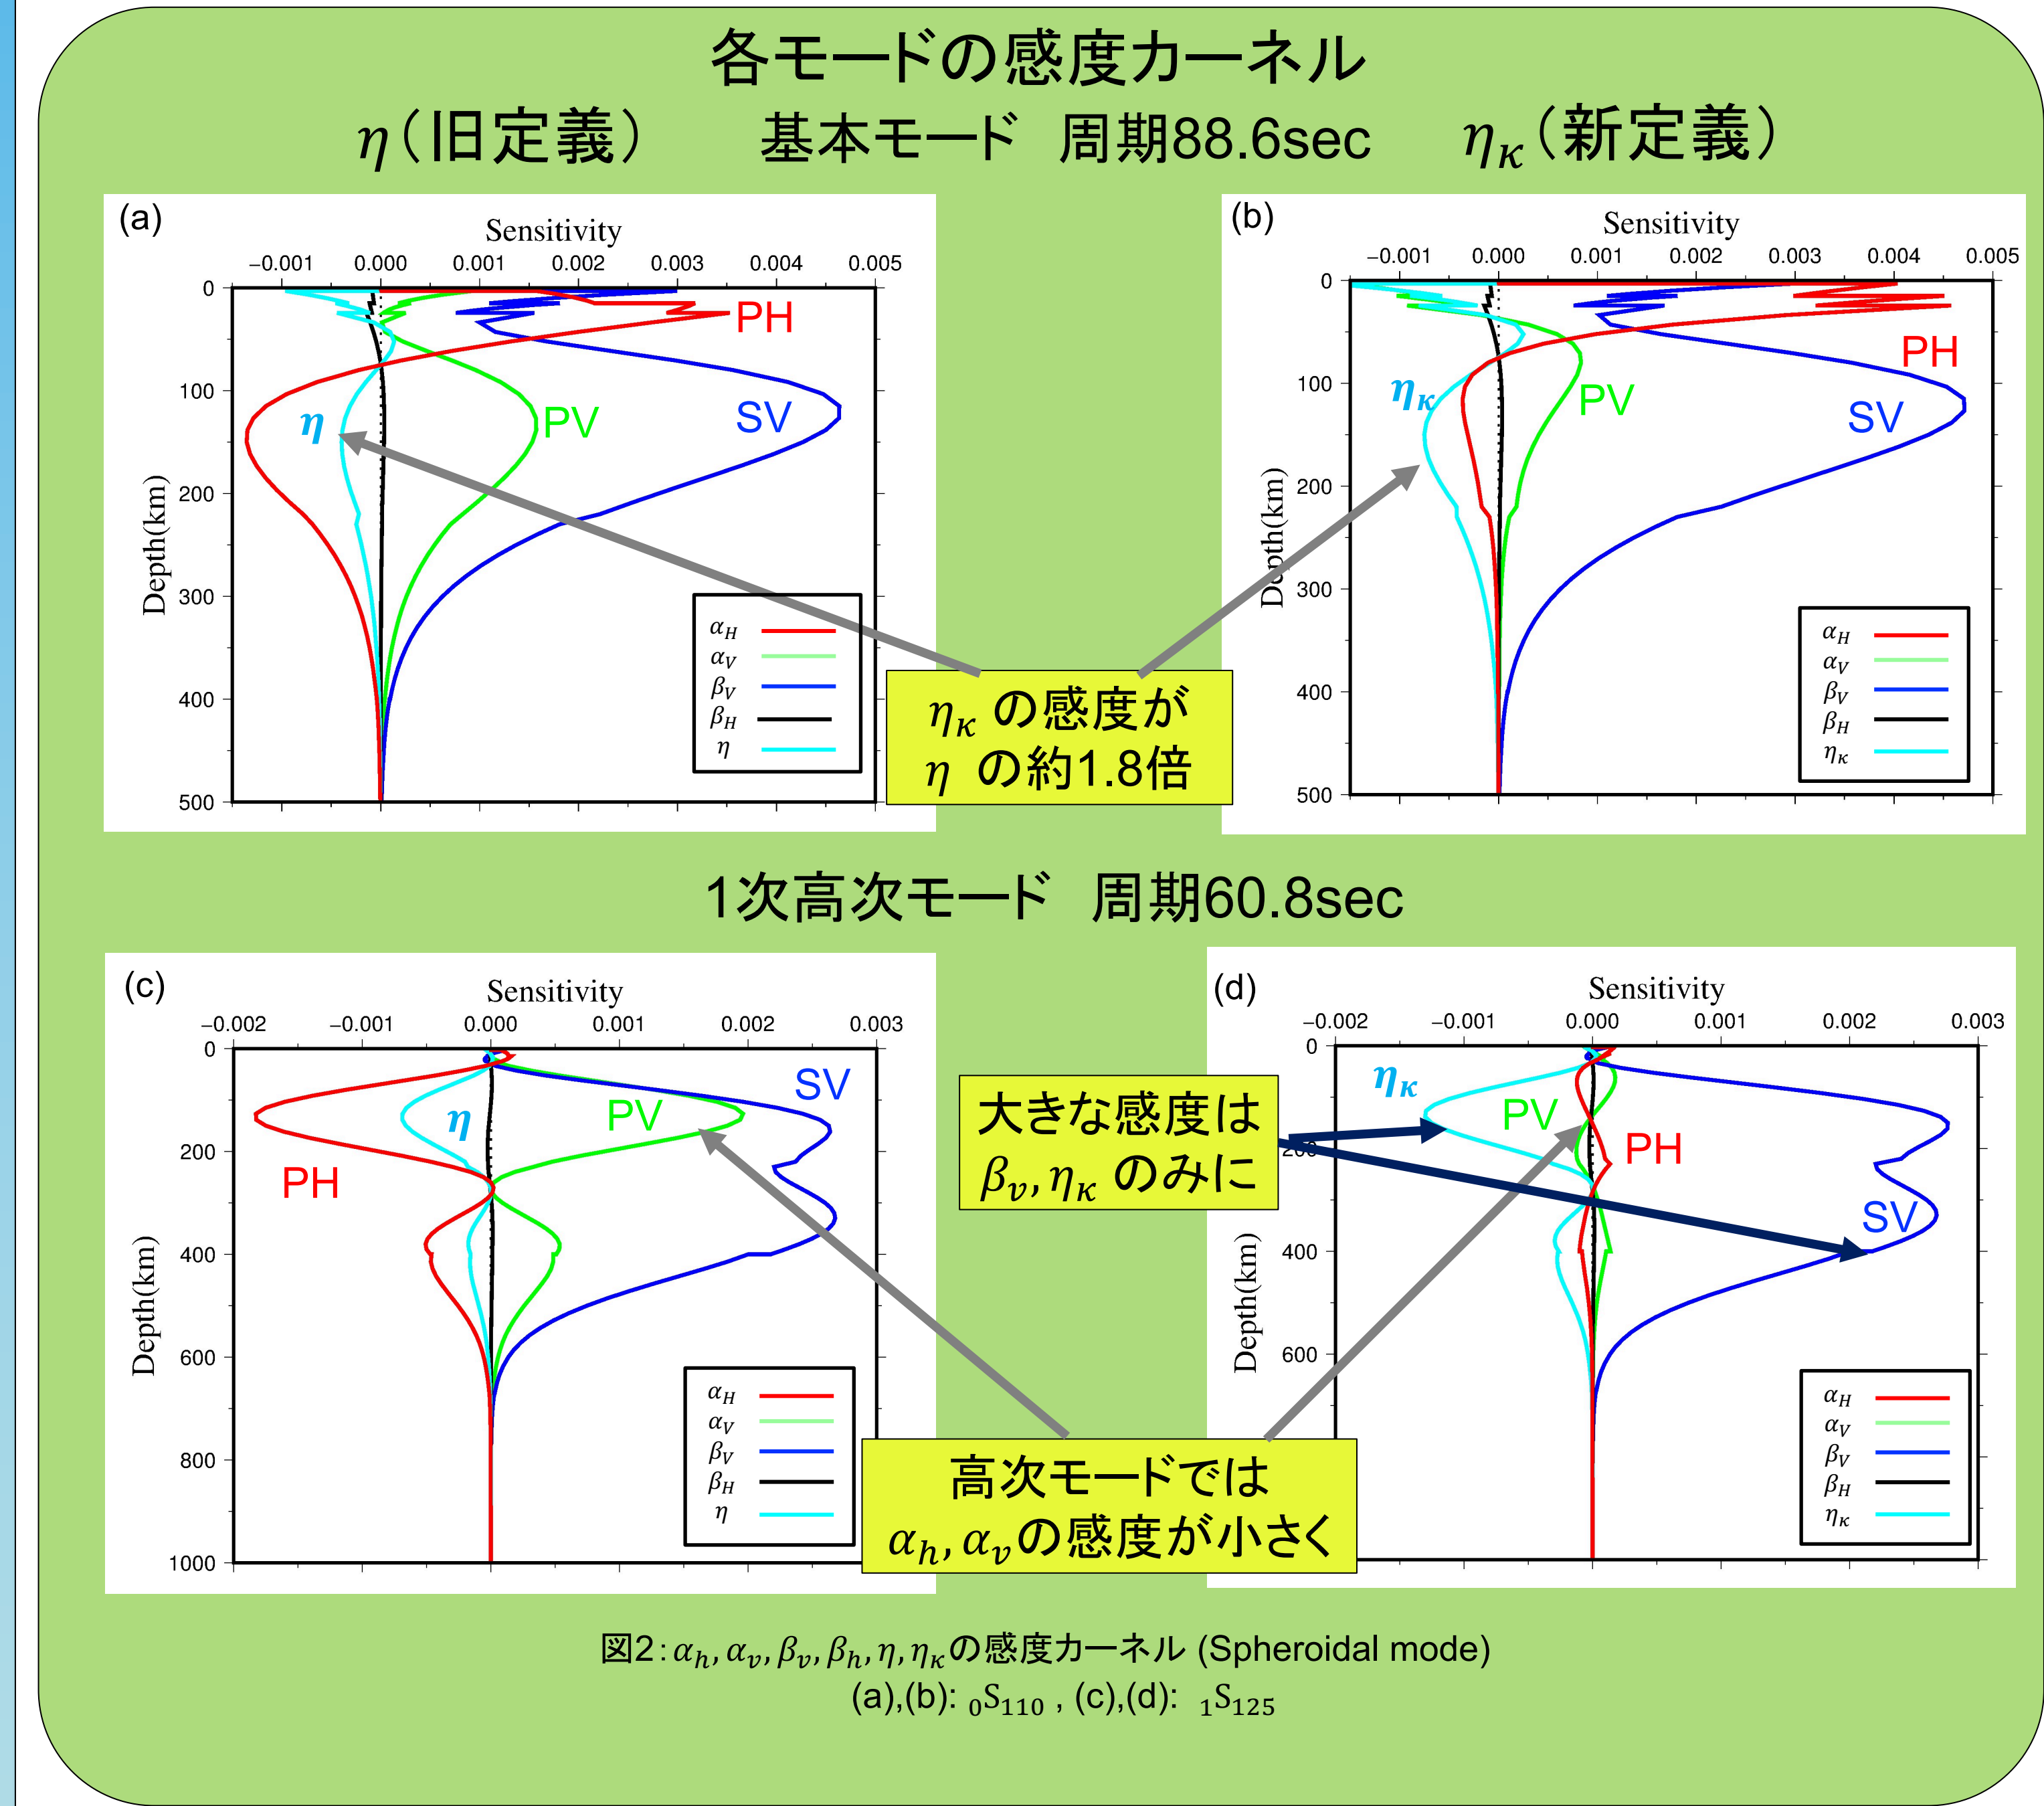 各モードの感度カーネル
η（旧定義） 基本モード 周期88.6sec η_κ（新定義）
(a)
Sensitivity
−0.001 0.000 0.001 0.002 0.003 0.004 0.005
0
100
200
300
400
500
Depth(km)
PH
η
PV
SV
α_H
α_V
β_V
β_H
η
(b)
Sensitivity
−0.001 0.000 0.001 0.002 0.003 0.004 0.005
0
100
200
300
400
500
Depth(km)
PH
η_κ
PV
SV
α_H
α_V
β_V
β_H
η_κ
η_κ の感度が
η の約1.8倍
1次高次モード 周期60.8sec
(c)
Sensitivity
−0.002 −0.001 0.000 0.001 0.002 0.003
0
200
400
600
800
1000
Depth(km)
SV
PV
η
PH
α_H
α_V
β_V
β_H
η
(d)
Sensitivity
−0.002 −0.001 0.000 0.001 0.002 0.003
0
200
400
600
Depth(km)
η_κ
PV
PH
SV
α_H
α_V
β_V
β_H
η_κ
大きな感度は
β_v, η_κ のみに
高次モードでは
α_h, α_vの感度が小さく
図2：α_h, α_v, β_v, β_h, η, η_κの感度カーネル (Spheroidal mode)
(a),(b): ₀S₁₁₀ , (c),(d): ₁S₁₂₅